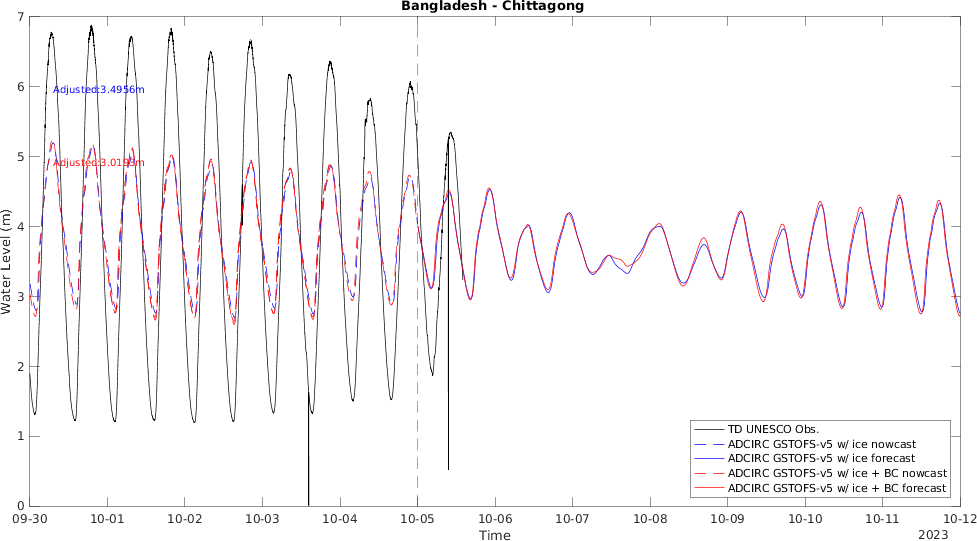 Bangladesh - Chittagong
7
6
5
4
3
2
1
0
Water Level (m)
Adjusted:3.4956m
Adjusted:3.0193m
TD UNESCO Obs.
ADCIRC GSTOFS-v5 w/ ice nowcast
ADCIRC GSTOFS-v5 w/ ice forecast
ADCIRC GSTOFS-v5 w/ ice + BC nowcast
ADCIRC GSTOFS-v5 w/ ice + BC forecast
09-30 10-01 10-02 10-03 10-04 10-05 10-06 10-07 10-08 10-09 10-10 10-11 10-12
Time
2023